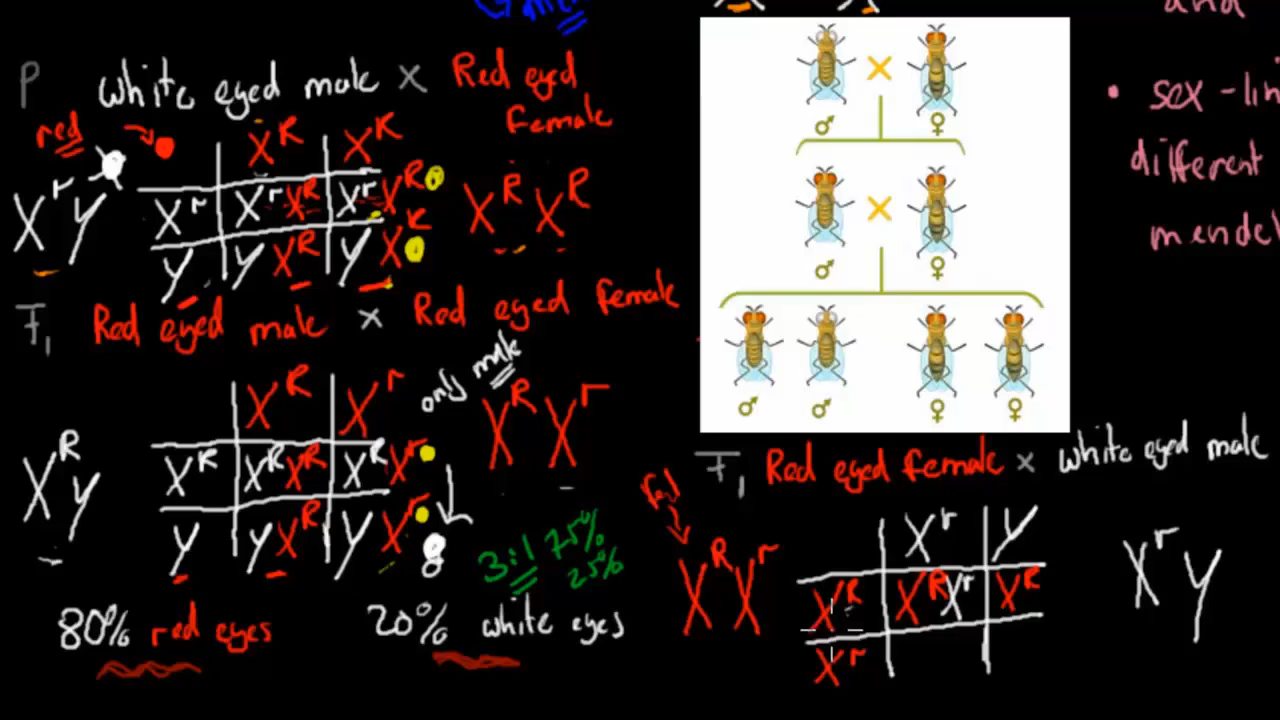 P white eyed male X Red eyed female
red
X^R X^R
X^r Y
X^r X^r X^R X^r X^R
Y Y X^R Y X^R
X^R X^R
F1 Red eyed male X Red eyed female
only male
X^R X^r
X^R Y
X^R X^R X^R X^R X^r
Y Y X^R Y X^r
X^R X^r
3:1 75%
25%
80% red eyes 20% white eyes
♂ × ♀
♂ × ♀
♂ ♂ ♀ ♀
and
• sex-lin
different
mendel
F1 Red eyed female X white eyed male
X^r Y
X^R X^r
X^R X^R X^r X^R
X^r
X^r Y